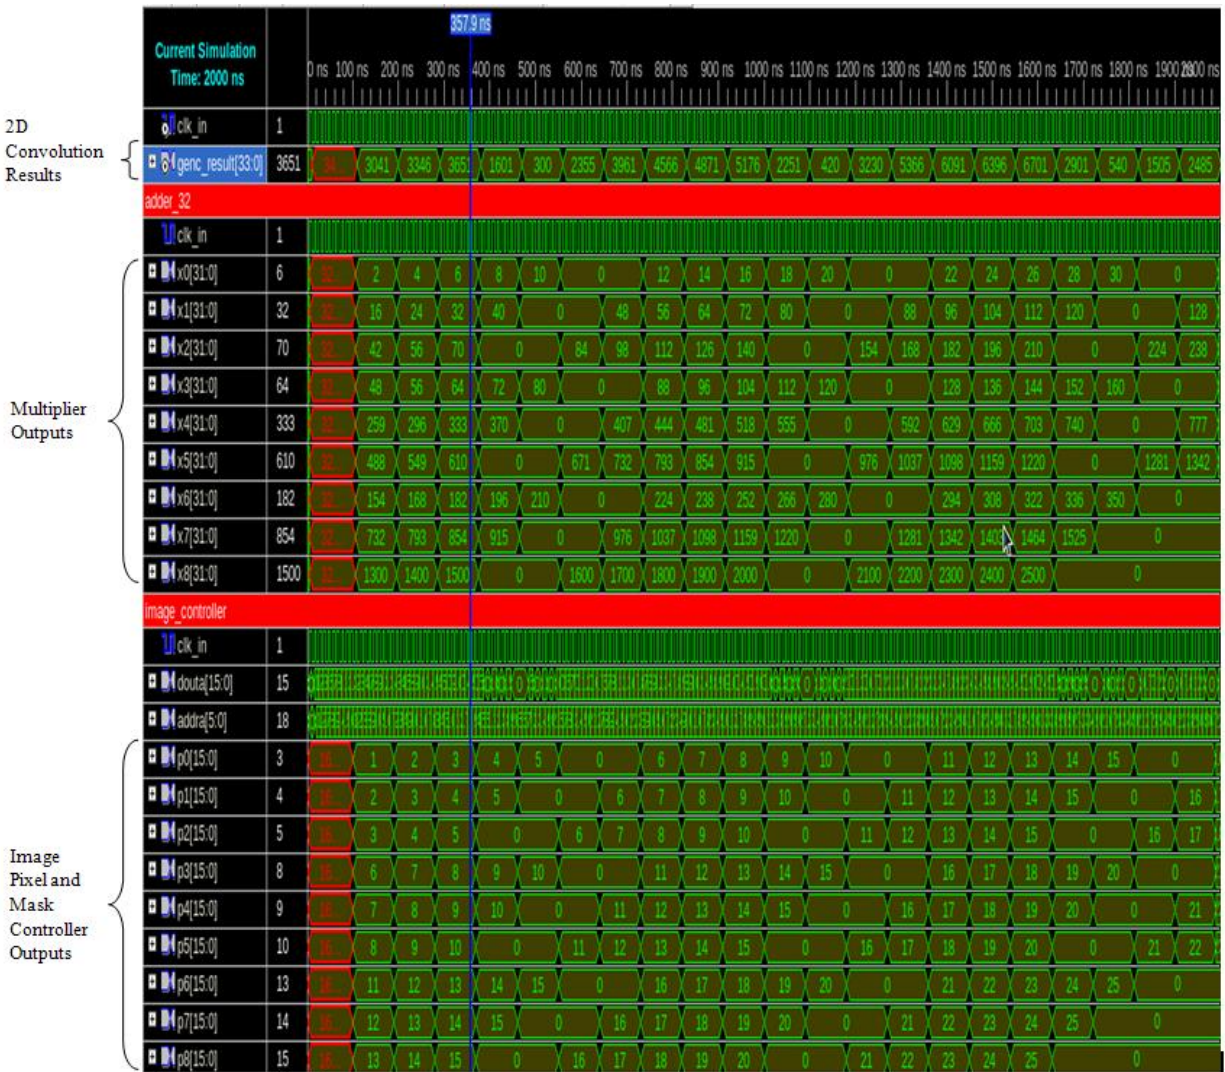 357.9 ns
Current Simulation
Time: 2000 ns
0 ns 100 ns 200 ns 300 ns 400 ns 500 ns 600 ns 700 ns 800 ns 900 ns 1000 ns 1100 ns 1200 ns 1300 ns 1400 ns 1500 ns 1600 ns 1700 ns 1800 ns 1900 2000 ns
clk_in 1
2D
Convolution
Results
genc_result[33:0] 3651 34... 3041 3346 3651 1601 300 2355 3961 4566 4871 5176 2251 420 3230 5366 6091 6396 6701 2901 540 1505 2485
adder_32
clk_in 1
x0[31:0] 6 32... 2 4 6 8 10 0 12 14 16 18 20 0 22 24 26 28 30 0
x1[31:0] 32 32... 16 24 32 40 0 48 56 64 72 80 0 88 96 104 112 120 0 128
x2[31:0] 70 32... 42 56 70 0 84 98 112 126 140 0 154 168 182 196 210 0 224 238
x3[31:0] 64 32... 48 56 64 72 80 0 88 96 104 112 120 0 128 136 144 152 160 0
Multiplier
Outputs
x4[31:0] 333 32... 259 296 333 370 0 407 444 481 518 555 0 592 629 666 703 740 0 777
x5[31:0] 610 32... 488 549 610 0 671 732 793 854 915 0 976 1037 1098 1159 1220 0 1281 1342
x6[31:0] 182 32... 154 168 182 196 210 0 224 238 252 266 280 0 294 308 322 336 350 0
x7[31:0] 854 32... 732 793 854 915 0 976 1037 1098 1159 1220 0 1281 1342 1403 1464 1525 0
x8[31:0] 1500 32... 1300 1400 1500 0 1600 1700 1800 1900 2000 0 2100 2200 2300 2400 2500 0
image_controller
clk_in 1
douta[15:0] 15
addra[5:0] 18
p0[15:0] 3 16... 1 2 3 4 5 0 6 7 8 9 10 0 11 12 13 14 15 0
p1[15:0] 4 16... 2 3 4 5 0 6 7 8 9 10 0 11 12 13 14 15 0 16
p2[15:0] 5 16... 3 4 5 0 6 7 8 9 10 0 11 12 13 14 15 0 16 17
Image
Pixel and
Mask
Controller
Outputs
p3[15:0] 8 16... 6 7 8 9 10 0 11 12 13 14 15 0 16 17 18 19 20 0
p4[15:0] 9 16... 7 8 9 10 0 11 12 13 14 15 0 16 17 18 19 20 0 21
p5[15:0] 10 16... 8 9 10 0 11 12 13 14 15 0 16 17 18 19 20 0 21 22
p6[15:0] 13 16... 11 12 13 14 15 0 16 17 18 19 20 0 21 22 23 24 25 0
p7[15:0] 14 16... 12 13 14 15 0 16 17 18 19 20 0 21 22 23 24 25 0
p8[15:0] 15 16... 13 14 15 0 16 17 18 19 20 0 21 22 23 24 25 0